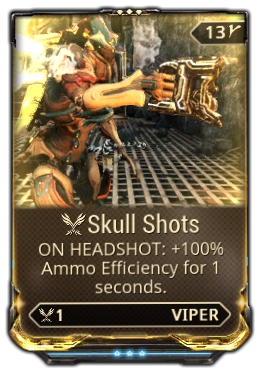 13
Skull Shots
ON HEADSHOT: +100%
Ammo Efficiency for 1
seconds.
1 VIPER